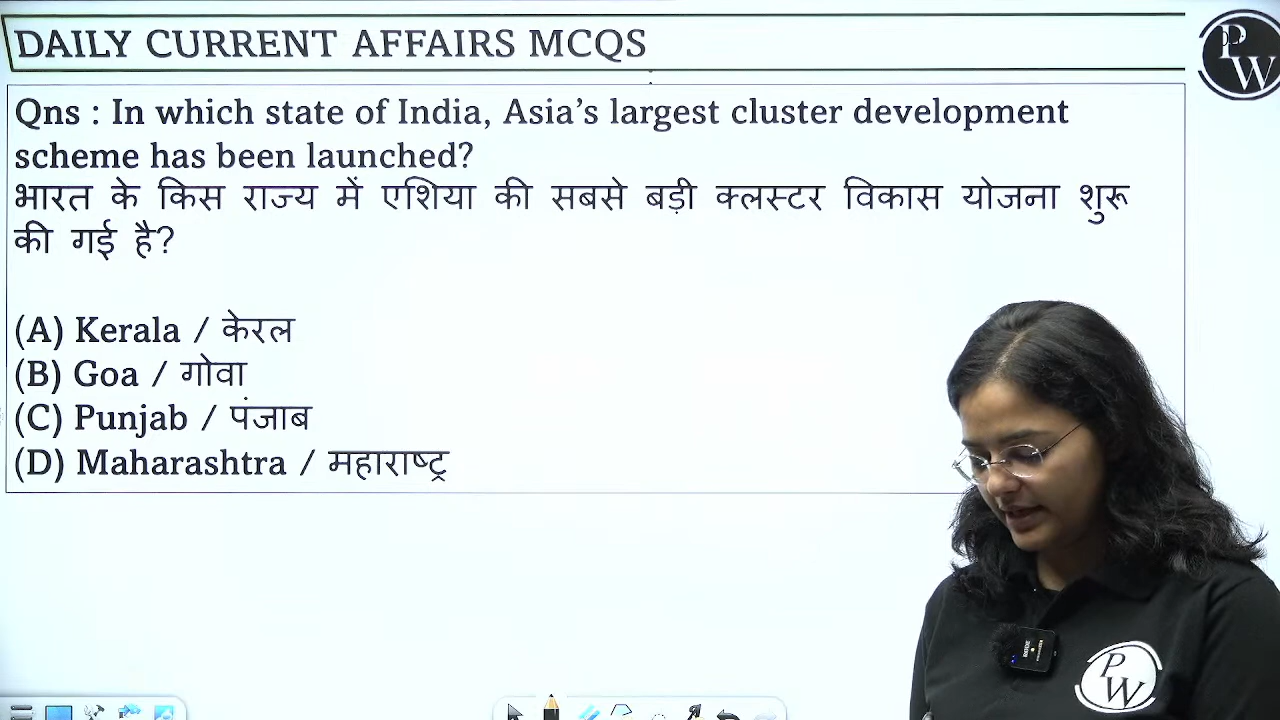 DAILY CURRENT AFFAIRS MCQS
PW
Qns : In which state of India, Asia’s largest cluster development
scheme has been launched?
भारत के किस राज्य में एशिया की सबसे बड़ी क्लस्टर विकास योजना शुरू
की गई है?
(A) Kerala / केरल
(B) Goa / गोवा
(C) Punjab / पंजाब
(D) Maharashtra / महाराष्ट्र
PW